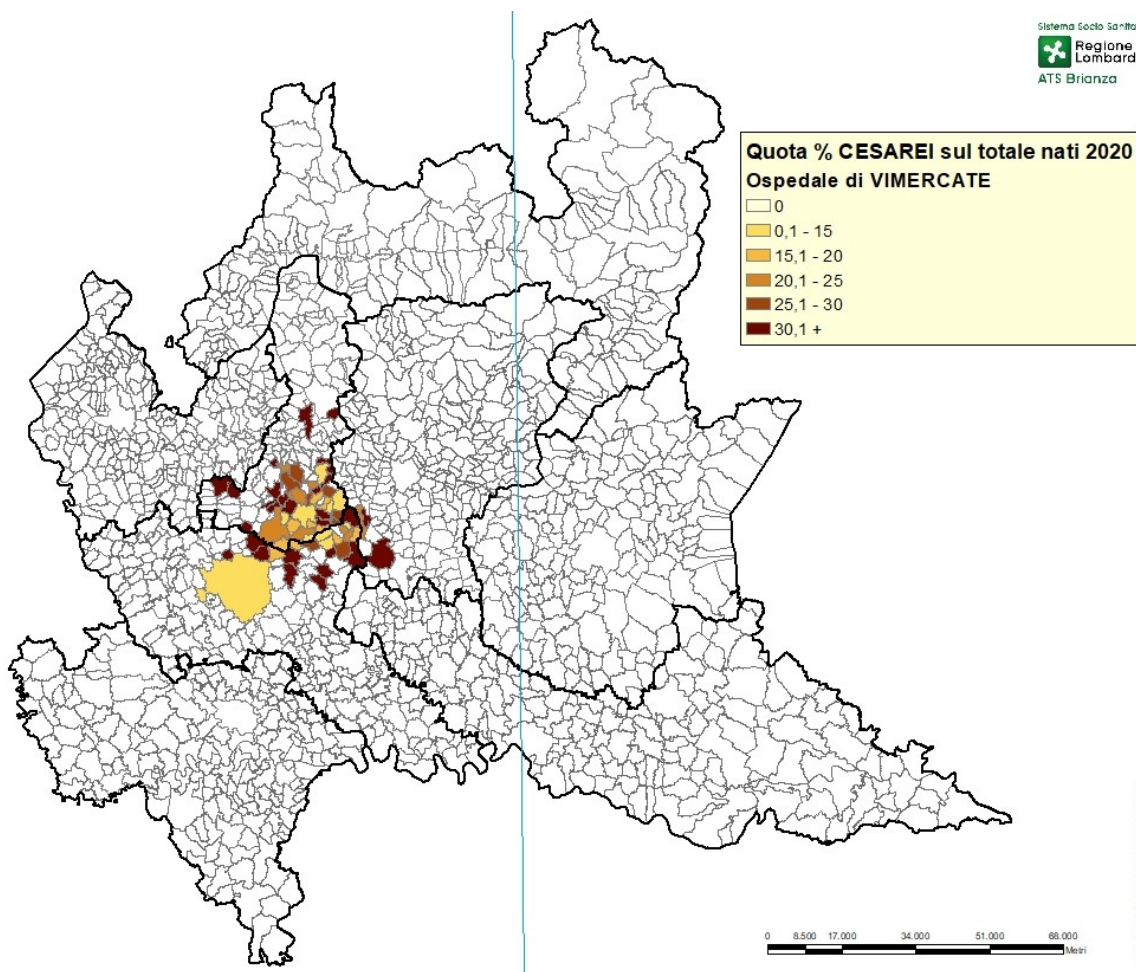 Sistema Socio Sanita
Regione
Lombard
ATS Brianza
Quota % CESAREI sul totale nati 2020
Ospedale di VIMERCATE
0
0,1 - 15
15,1 - 20
20,1 - 25
25,1 - 30
30,1 +
0 8.500 17.000 34.000 51.000 68.000
Metri